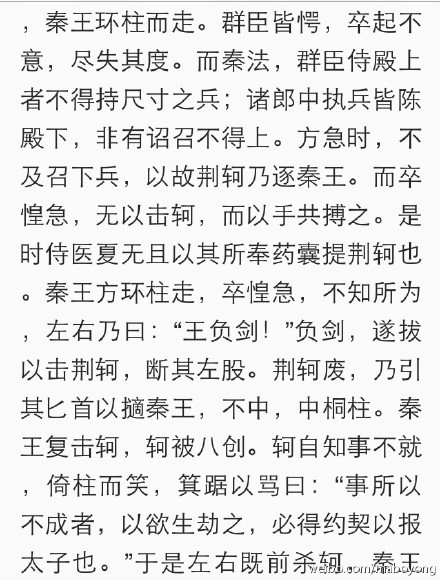 ，秦王环柱而走。群臣皆愕，卒起不
意，尽失其度。而秦法，群臣侍殿上
者不得持尺寸之兵；诸郎中执兵皆陈
殿下，非有诏召不得上。方急时，不
及召下兵，以故荆轲乃逐秦王。而卒
惶急，无以击轲，而以手共搏之。是
时侍医夏无且以其所奉药囊提荆轲也
。秦王方环柱走，卒惶急，不知所为
，左右乃曰：“王负剑！”负剑，遂拔
以击荆轲，断其左股。荆轲废，乃引
其匕首以擿秦王，不中，中桐柱。秦
王复击轲，轲被八创。轲自知事不就
，倚柱而笑，箕踞以骂曰：“事所以
不成者，以欲生劫之，必得约契以报
太子也。”于是左右既前杀轲，秦王
weibo.com/maboyong